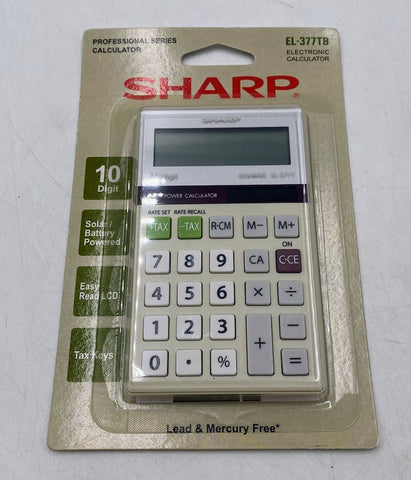 PROFESSIONAL SERIES
CALCULATOR
EL-377TB
ELECTRONIC
CALCULATOR
SHARP®
10
Digit
Solar /
Battery
Powered
Easy
Read LCD
Tax Keys
SHARP
POWER CALCULATOR
RATE SET RATE RECALL
+TAX -TAX R·CM M− M+
ON
7 8 9 CA C·CE
4 5 6 × ÷
1 2 3 + −
0 • % =
Lead & Mercury Free*